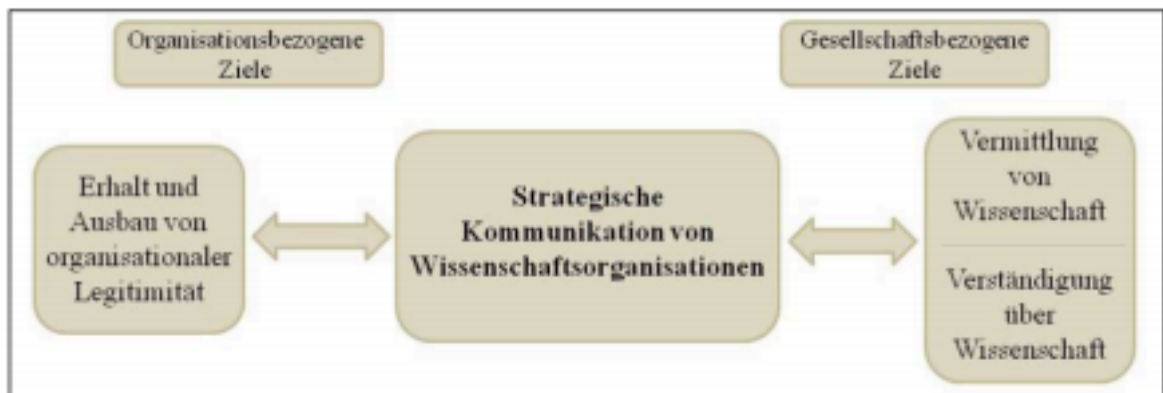 Organisationsbezogene
Ziele
Gesellschaftsbezogene
Ziele
Erhalt und
Ausbau von
organisationaler
Legitimität
Strategische
Kommunikation von
Wissenschaftsorganisationen
Vermittlung
von
Wissenschaft
Verständigung
über
Wissenschaft